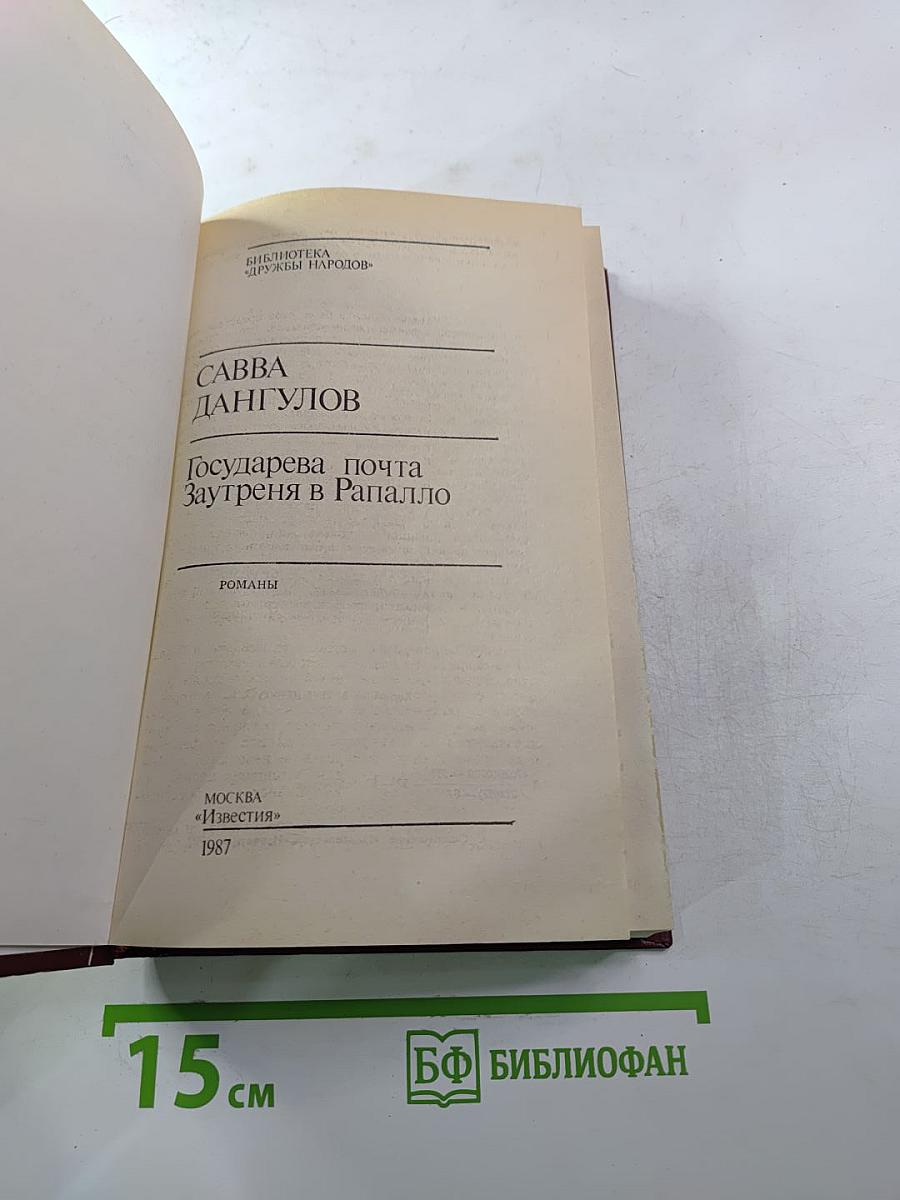 БИБЛИОТЕКА
«ДРУЖБЫ НАРОДОВ»
САВВА
ДАНГУЛОВ
Государева почта
Заутреня в Рапалло
РОМАНЫ
МОСКВА
«Известия»
1987
15 см
БФ БИБЛИОФАН